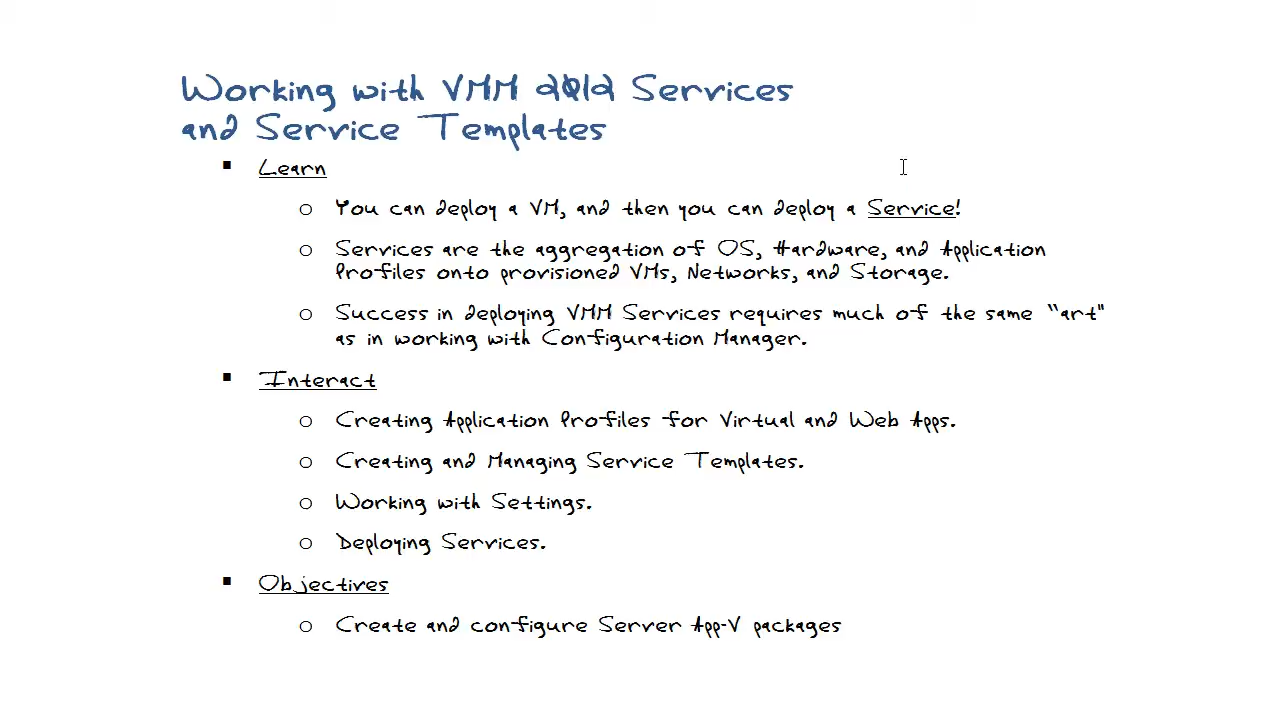 Working with VMM 2012 Services
and Service Templates
▪ Learn
o You can deploy a VM, and then you can deploy a Service!
o Services are the aggregation of OS, Hardware, and Application
Profiles onto provisioned VMs, Networks, and Storage.
o Success in deploying VMM Services requires much of the same “art"
as in working with Configuration Manager.
▪ Interact
o Creating Application Profiles for Virtual and Web Apps.
o Creating and Managing Service Templates.
o Working with Settings.
o Deploying Services.
▪ Objectives
o Create and configure Server App-V packages